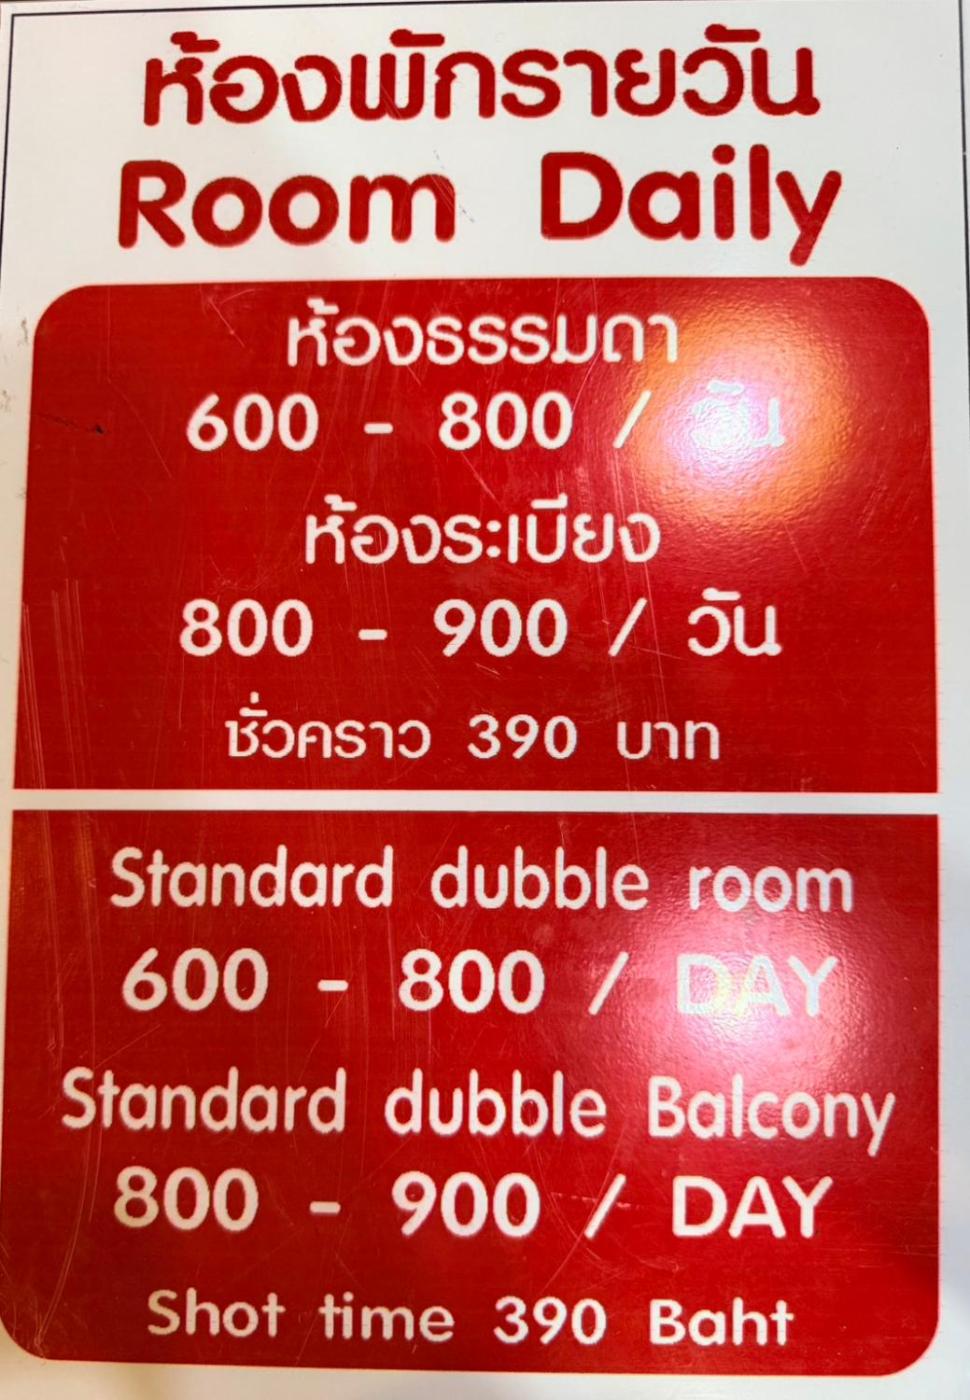 ห้องพักรายวัน
Room Daily
ห้องธรรมดา
600 - 800 / วัน
ห้องระเบียง
800 - 900 / วัน
ชั่วคราว 390 บาท
Standard dubble room
600 - 800 / DAY
Standard dubble Balcony
800 - 900 / DAY
Shot time 390 Baht